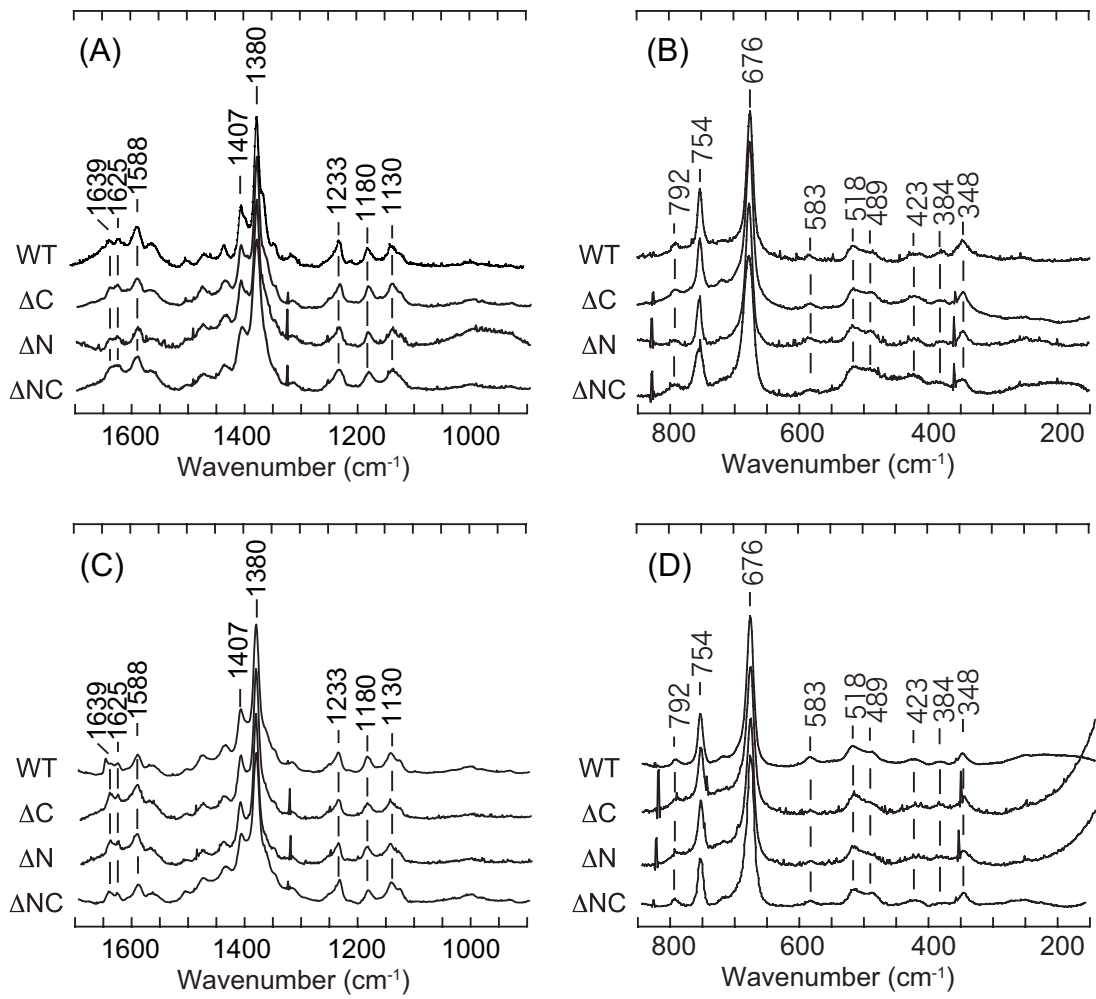 (A)
1639
1625
1588
1407
1380
1233
1180
1130
WT
ΔC
ΔN
ΔNC
1600
1400
1200
1000
Wavenumber (cm-1)
(B)
792
754
676
583
518
489
423
384
348
WT
ΔC
ΔN
ΔNC
800
600
400
200
Wavenumber (cm-1)
(C)
1639
1625
1588
1407
1380
1233
1180
1130
WT
ΔC
ΔN
ΔNC
1600
1400
1200
1000
Wavenumber (cm-1)
(D)
792
754
676
583
518
489
423
384
348
WT
ΔC
ΔN
ΔNC
800
600
400
200
Wavenumber (cm-1)